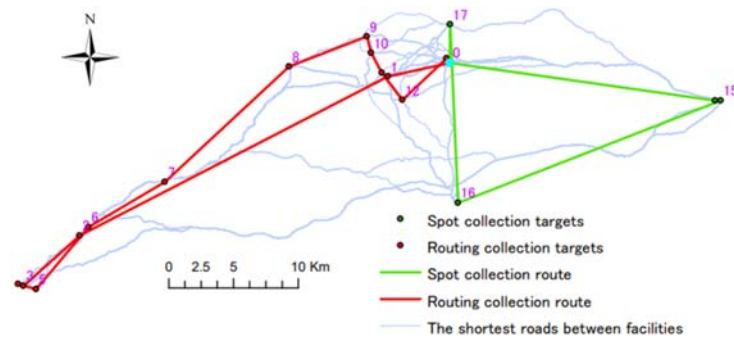 N
17
9
10
0
8
1
12
15
7
16
6
3
5
0 2.5 5 10 Km
Spot collection targets
Routing collection targets
Spot collection route
Routing collection route
The shortest roads between facilities